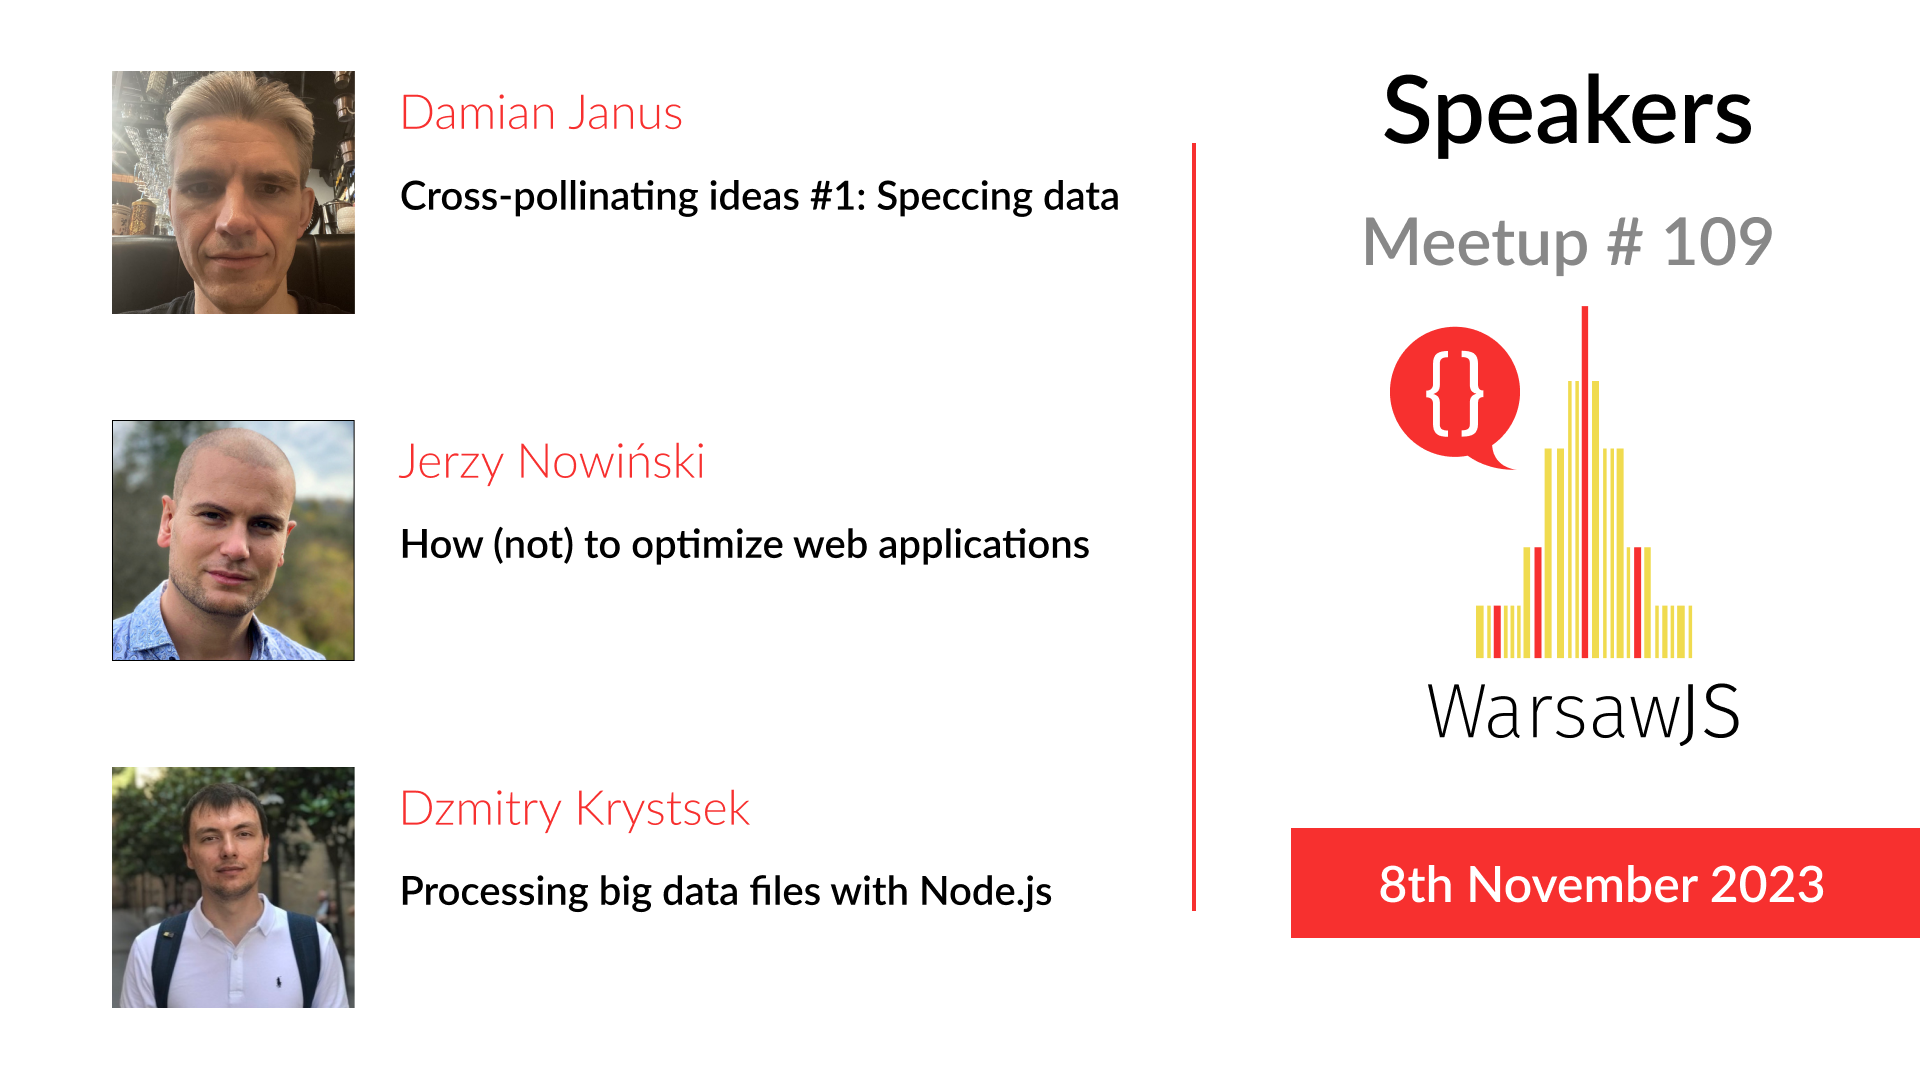 Damian Janus
Cross-pollinating ideas #1: Speccing data
Jerzy Nowiński
How (not) to optimize web applications
Dzmitry Krystsek
Processing big data files with Node.js
Speakers
Meetup # 109
{}
WarsawJS
8th November 2023